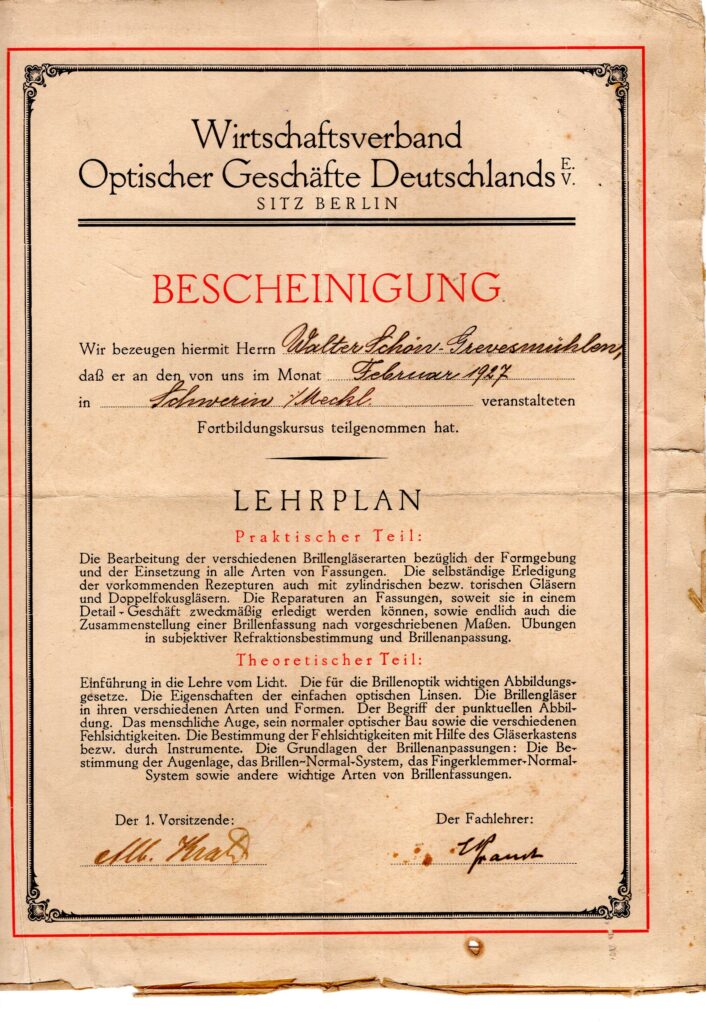 Wirtschaftsverband
Optischer Geschäfte Deutschlands E. V.
SITZ BERLIN
BESCHEINIGUNG
Wir bezeugen hiermit Herrn Walter Schön-Grevesmühlen,
daß er an den von uns im Monat Februar 1927
in Schwerin /Meckl. veranstalteten
Fortbildungskursus teilgenommen hat.
LEHRPLAN
Praktischer Teil:
Die Bearbeitung der verschiedenen Brillengläserarten bezüglich der Formgebung
und der Einsetzung in alle Arten von Fassungen. Die selbständige Erledigung
der vorkommenden Rezepturen auch mit zylindrischen bezw. torischen Gläsern
und Doppelfokusgläsern. Die Reparaturen an Fassungen, soweit sie in einem
Detail-Geschäft zweckmäßig erledigt werden können, sowie endlich auch die
Zusammenstellung einer Brillenfassung nach vorgeschriebenen Maßen. Übungen
in subjektiver Refraktionsbestimmung und Brillenanpassung.
Theoretischer Teil:
Einführung in die Lehre vom Licht. Die für die Brillenoptik wichtigen Abbildungs-
gesetze. Die Eigenschaften der einfachen optischen Linsen. Die Brillengläser
in ihren verschiedenen Arten und Formen. Der Begriff der punktuellen Abbil-
dung. Das menschliche Auge, sein normaler optischer Bau sowie die verschiedenen
Fehlsichtigkeiten. Die Bestimmung der Fehlsichtigkeiten mit Hilfe des Gläserkastens
bezw. durch Instrumente. Die Grundlagen der Brillenanpassungen: Die Be-
stimmung der Augenlage, das Brillen-Normal-System, das Fingerklemmer-Normal-
System sowie andere wichtige Arten von Brillenfassungen.
Der 1. Vorsitzende:
Der Fachlehrer:
Alb.